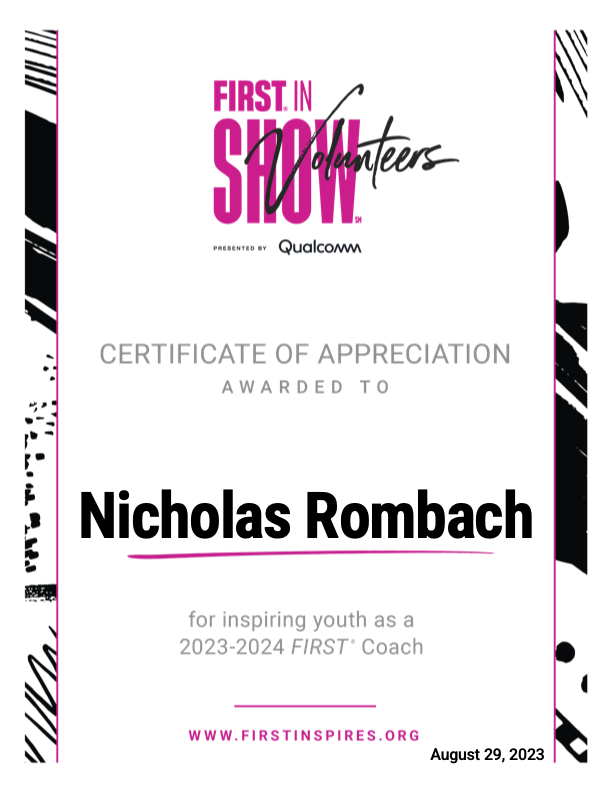 FIRST® IN
SHOW℠
Volunteers
PRESENTED BY Qualcomm
CERTIFICATE OF APPRECIATION
AWARDED TO
Nicholas Rombach
for inspiring youth as a
2023-2024 FIRST® Coach
WWW.FIRSTINSPIRES.ORG
August 29, 2023